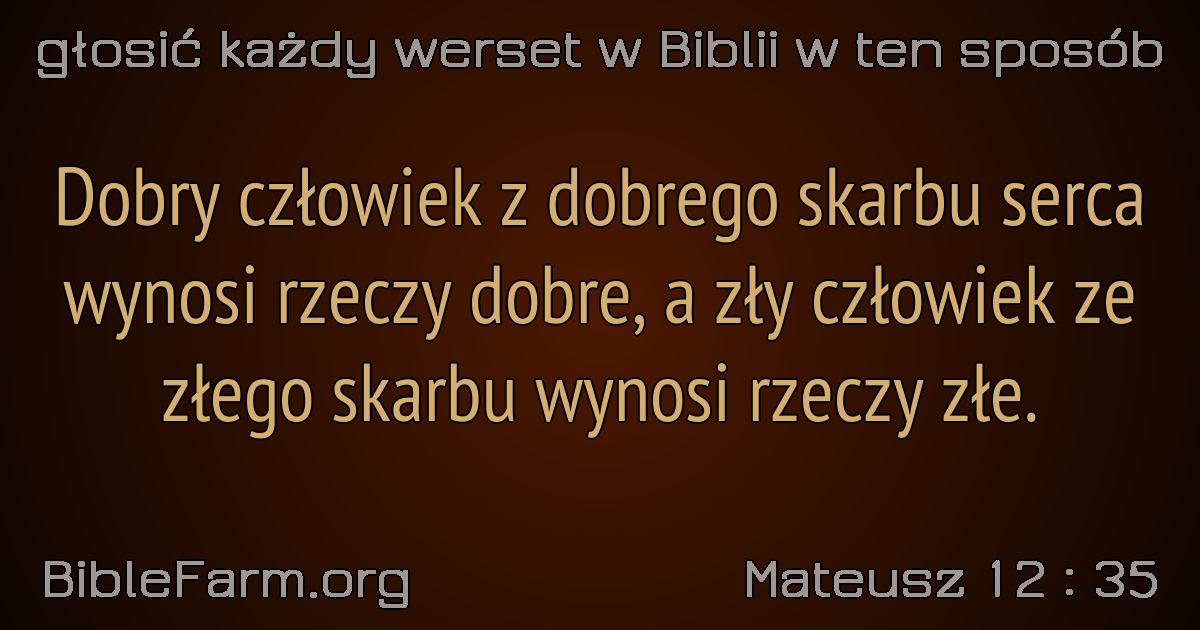 głosić każdy werset w Biblii w ten sposób
Dobry człowiek z dobrego skarbu serca
wynosi rzeczy dobre, a zły człowiek ze
złego skarbu wynosi rzeczy złe.
BibleFarm.org
Mateusz 12 : 35